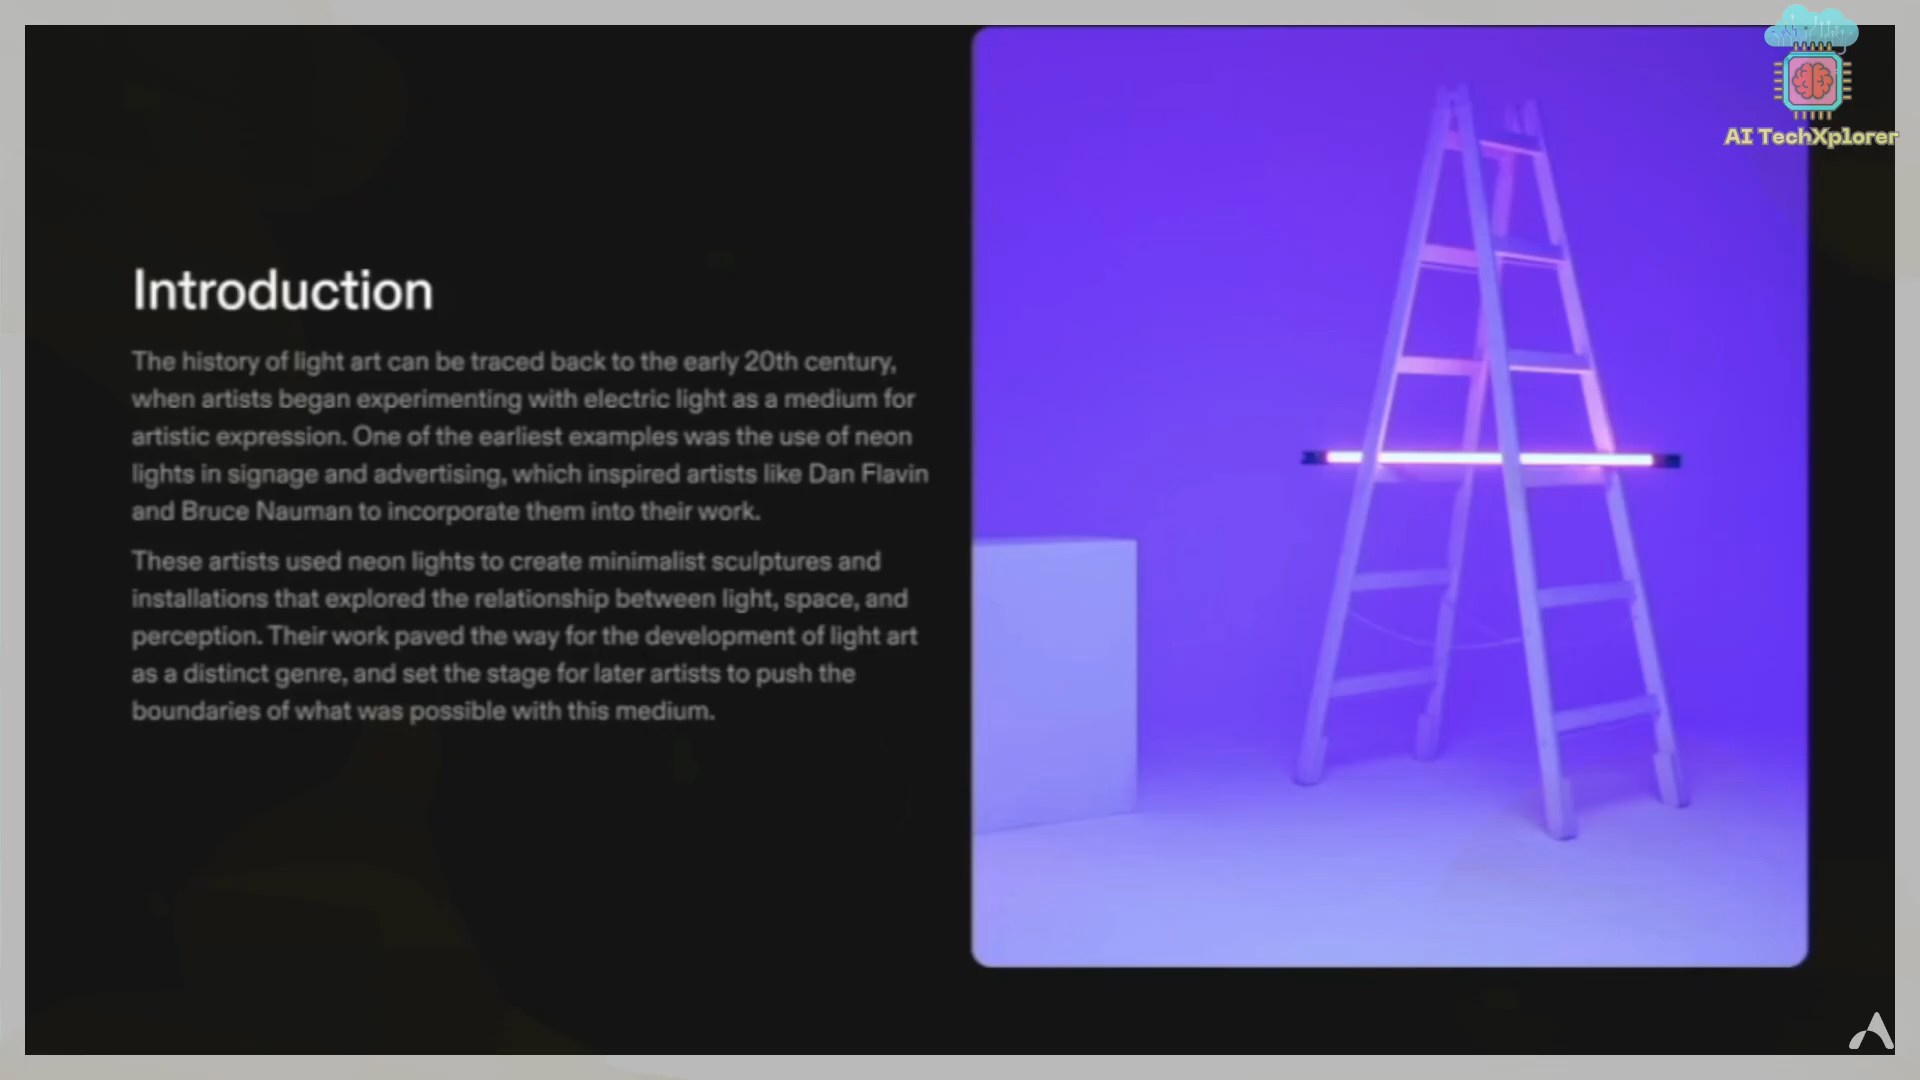 AI TechXplorer
Introduction
The history of light art can be traced back to the early 20th century,
when artists began experimenting with electric light as a medium for
artistic expression. One of the earliest examples was the use of neon
lights in signage and advertising, which inspired artists like Dan Flavin
and Bruce Nauman to incorporate them into their work.
These artists used neon lights to create minimalist sculptures and
installations that explored the relationship between light, space, and
perception. Their work paved the way for the development of light art
as a distinct genre, and set the stage for later artists to push the
boundaries of what was possible with this medium.